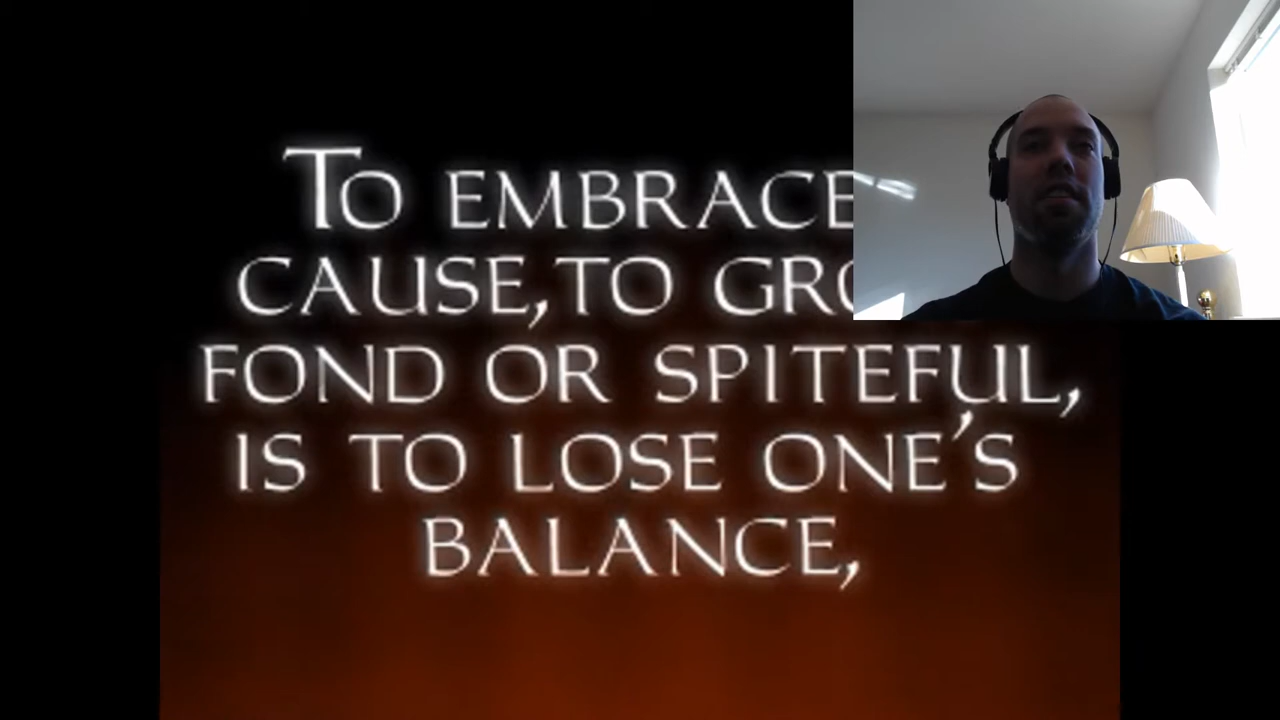 To EMBRACE
CAUSE, TO GRO
FOND OR SPITEFUL,
IS TO LOSE ONE'S
BALANCE,